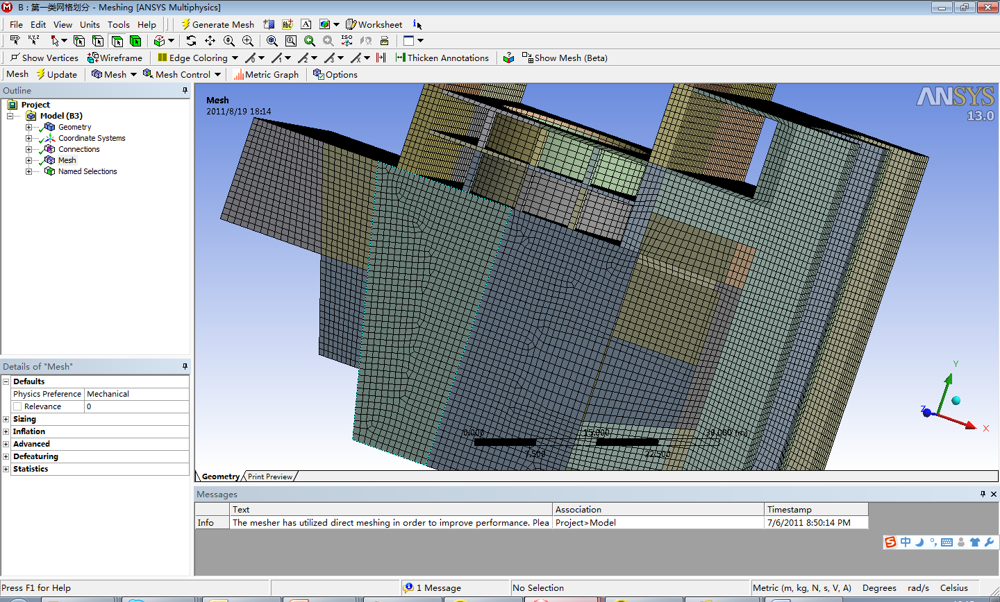 B : 第一类网格划分 - Meshing [ANSYS Multiphysics]
File Edit View Units Tools Help Generate Mesh Worksheet
Show Vertices Wireframe Edge Coloring Thicken Annotations Show Mesh (Beta)
Mesh Update Mesh Mesh Control Metric Graph Options
Outline
Project
Model (B3)
Geometry
Coordinate Systems
Connections
Mesh
Named Selections
Details of "Mesh"
Defaults
Physics Preference Mechanical
Relevance 0
Sizing
Inflation
Advanced
Defeaturing
Statistics
Mesh
2011/8/19 18:14
ANSYS
13.0
Y
Z
X
0.000 15.000 30.000 (m)
7.500 22.500
Geometry Print Preview
Messages
Text Association Timestamp
Info The mesher has utilized direct meshing in order to improve performance. Plea Project>Model 7/6/2011 8:50:14 PM
中
Press F1 for Help 1 Message No Selection Metric (m, kg, N, s, V, A) Degrees rad/s Celsius